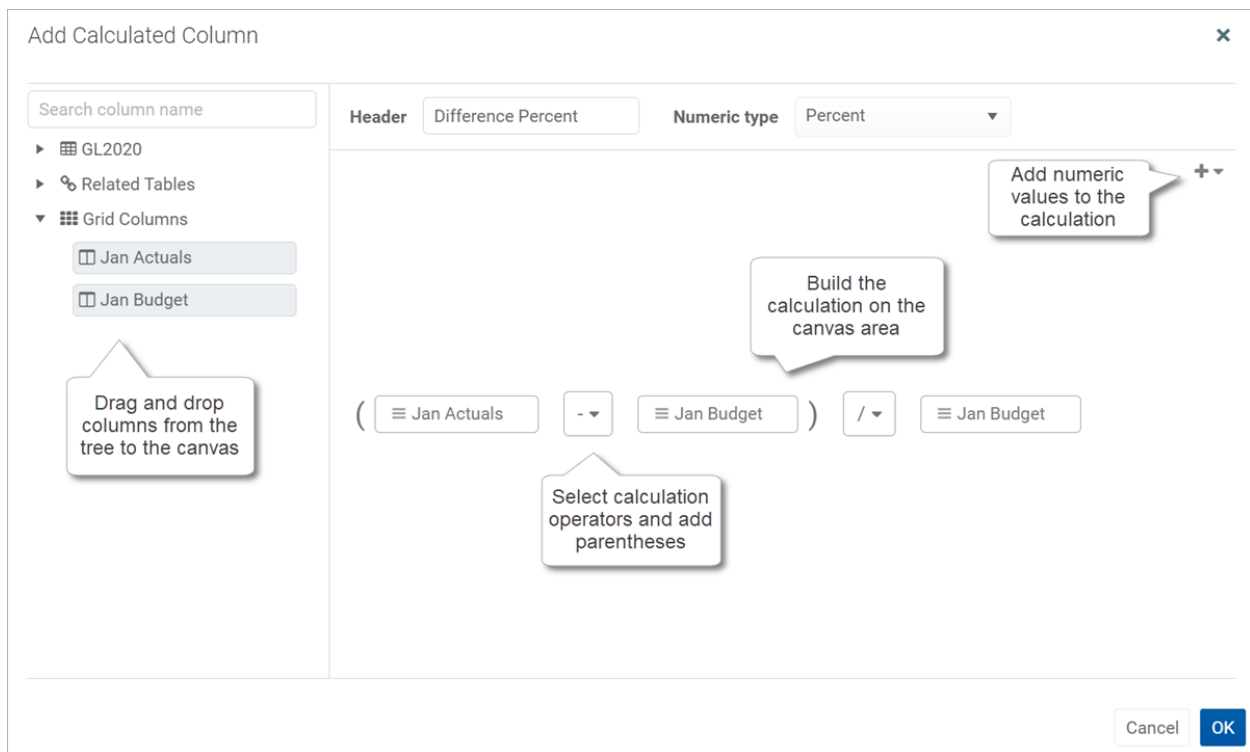 Add Calculated Column
Search column name
GL2020
Related Tables
Grid Columns
Jan Actuals
Jan Budget
Drag and drop
columns from the
tree to the canvas
Header Difference Percent Numeric type Percent
Add numeric
values to the
calculation
Build the
calculation on the
canvas area
( Jan Actuals - Jan Budget ) / Jan Budget
Select calculation
operators and add
parentheses
Cancel OK